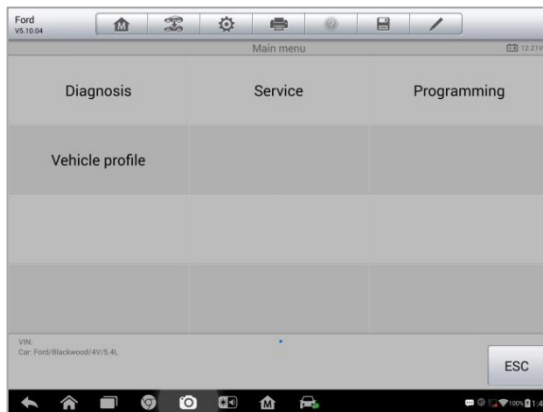 Ford
V5.10.04
Main menu
12.21V
Diagnosis
Service
Programming
Vehicle profile
VIN:
Car: Ford/Blackwood/4V/5.4L
ESC
100%